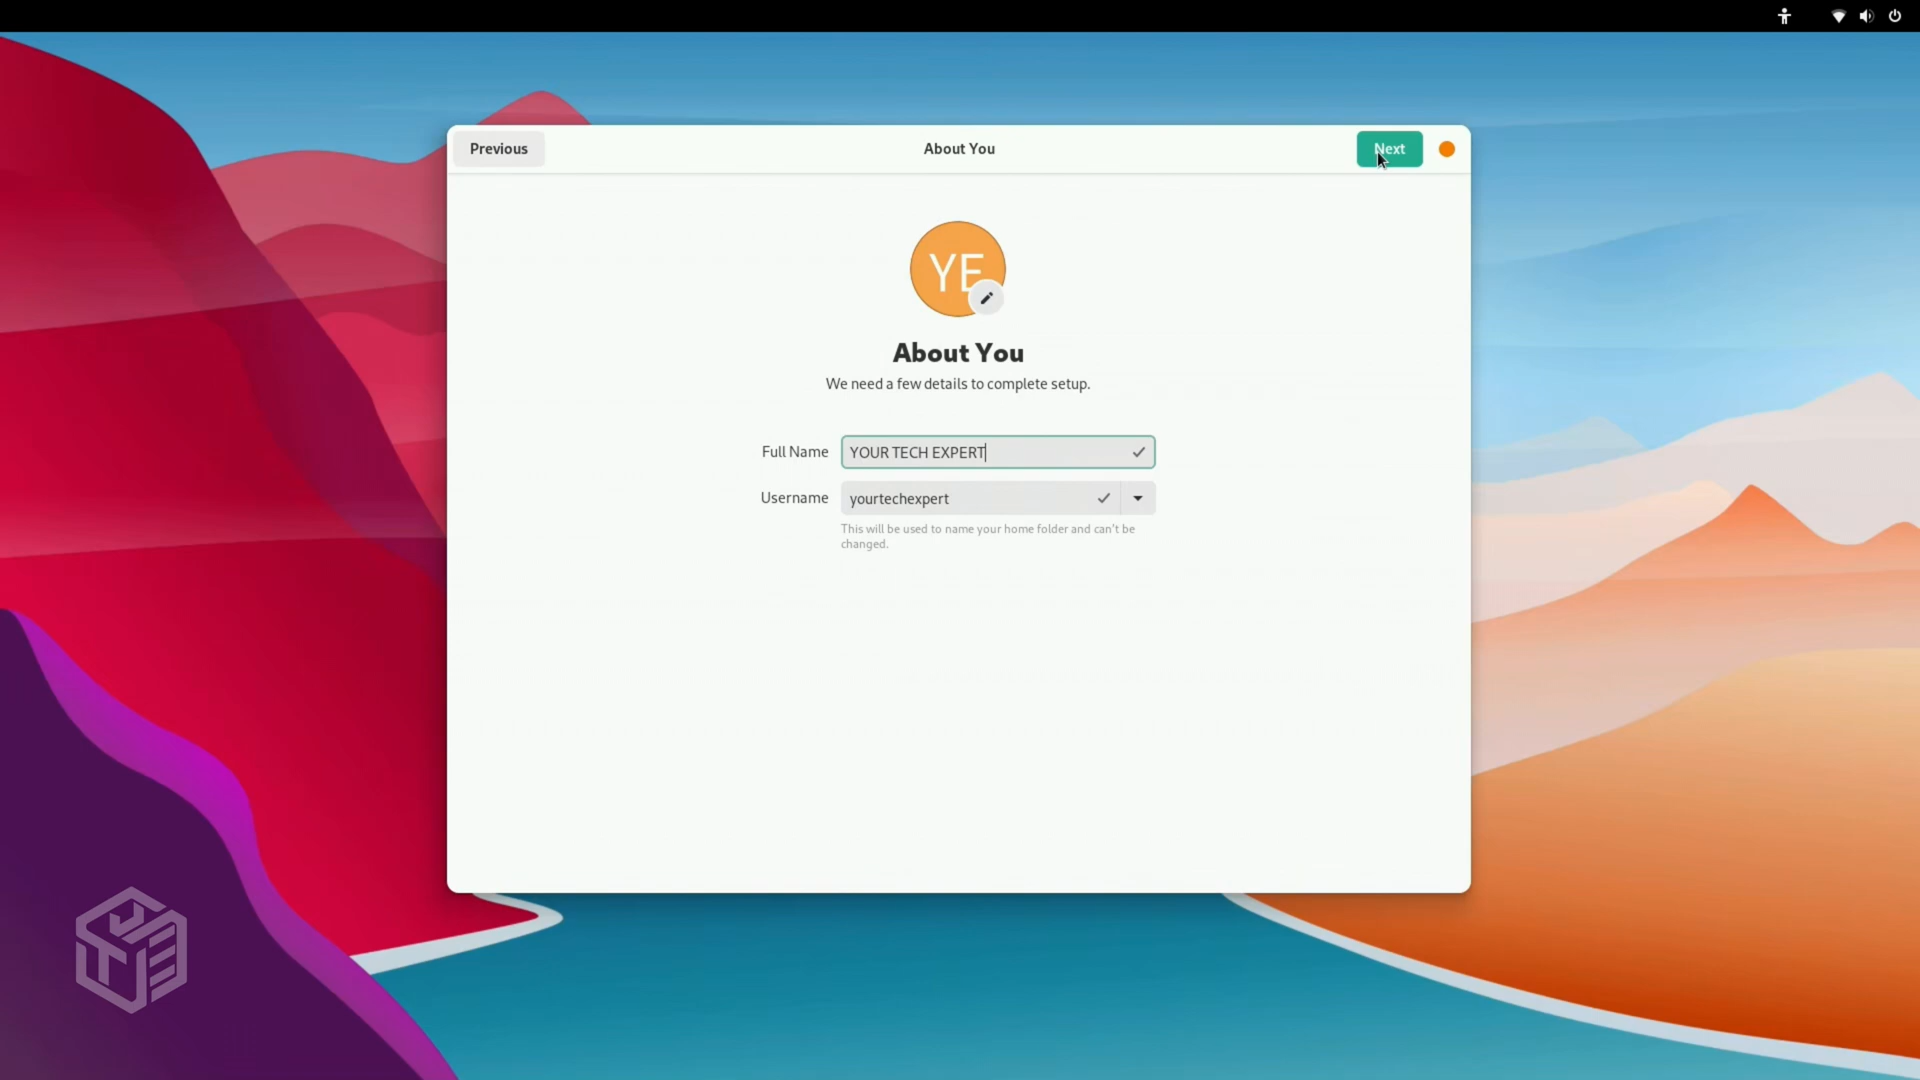 Previous
About You
Next
YE
About You
We need a few details to complete setup.
Full Name
YOUR TECH EXPERT
Username
yourtechexpert
This will be used to name your home folder and can't be
changed.